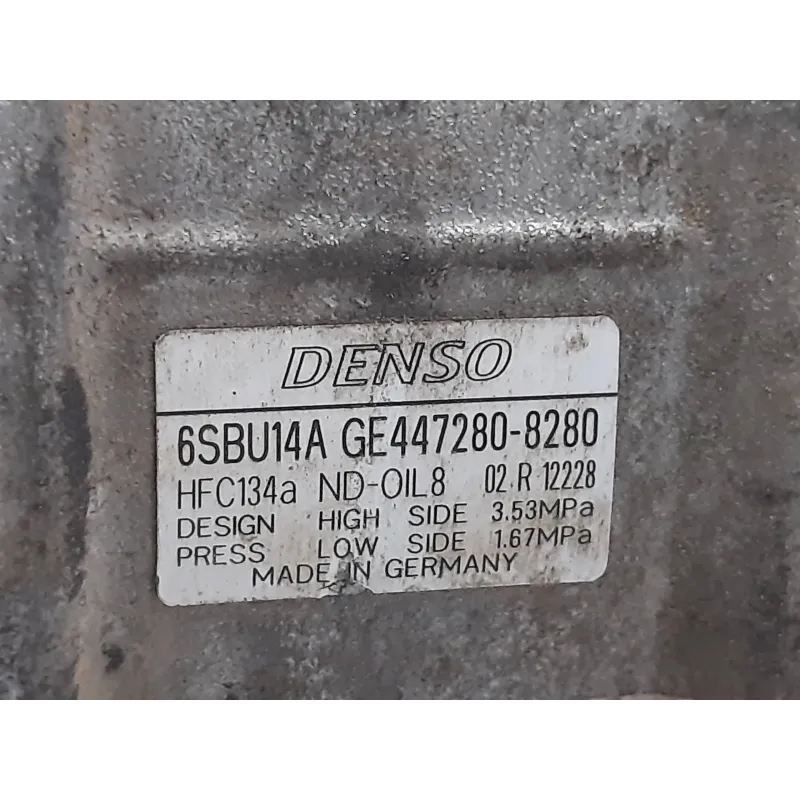 DENSO
6SBU14A GE447280-8280
HFC134a ND-OIL8 02 R 12228
DESIGN HIGH SIDE 3.53MPa
PRESS LOW SIDE 1.67MPa
MADE IN GERMANY